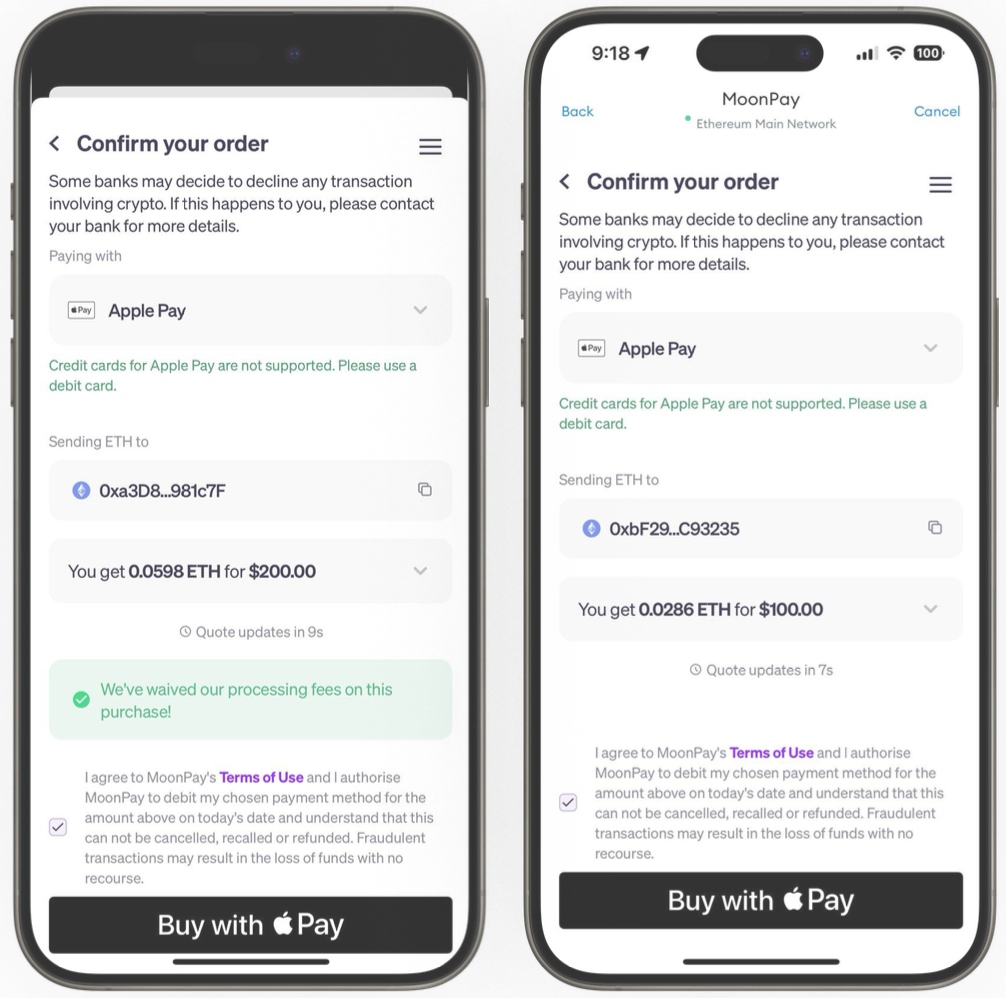 Confirm your order
Some banks may decide to decline any transaction
involving crypto. If this happens to you, please contact
your bank for more details.
Paying with
Pay
Apple Pay
Credit cards for Apple Pay are not supported. Please use a
debit card.
Sending ETH to
0xa3D8...981c7F
You get 0.0598 ETH for $200.00
Quote updates in 9s
We've waived our processing fees on this
purchase!
I agree to MoonPay's Terms of Use and I authorise
MoonPay to debit my chosen payment method for the
amount above on today's date and understand that this
can not be cancelled, recalled or refunded. Fraudulent
transactions may result in the loss of funds with no
recourse.
Buy with Pay
9:18
100
Back
MoonPay
Cancel
Ethereum Main Network
Confirm your order
Some banks may decide to decline any transaction
involving crypto. If this happens to you, please contact
your bank for more details.
Paying with
Pay
Apple Pay
Credit cards for Apple Pay are not supported. Please use a
debit card.
Sending ETH to
0xbF29...C93235
You get 0.0286 ETH for $100.00
Quote updates in 7s
I agree to MoonPay's Terms of Use and I authorise
MoonPay to debit my chosen payment method for the
amount above on today's date and understand that this
can not be cancelled, recalled or refunded. Fraudulent
transactions may result in the loss of funds with no
recourse.
Buy with Pay